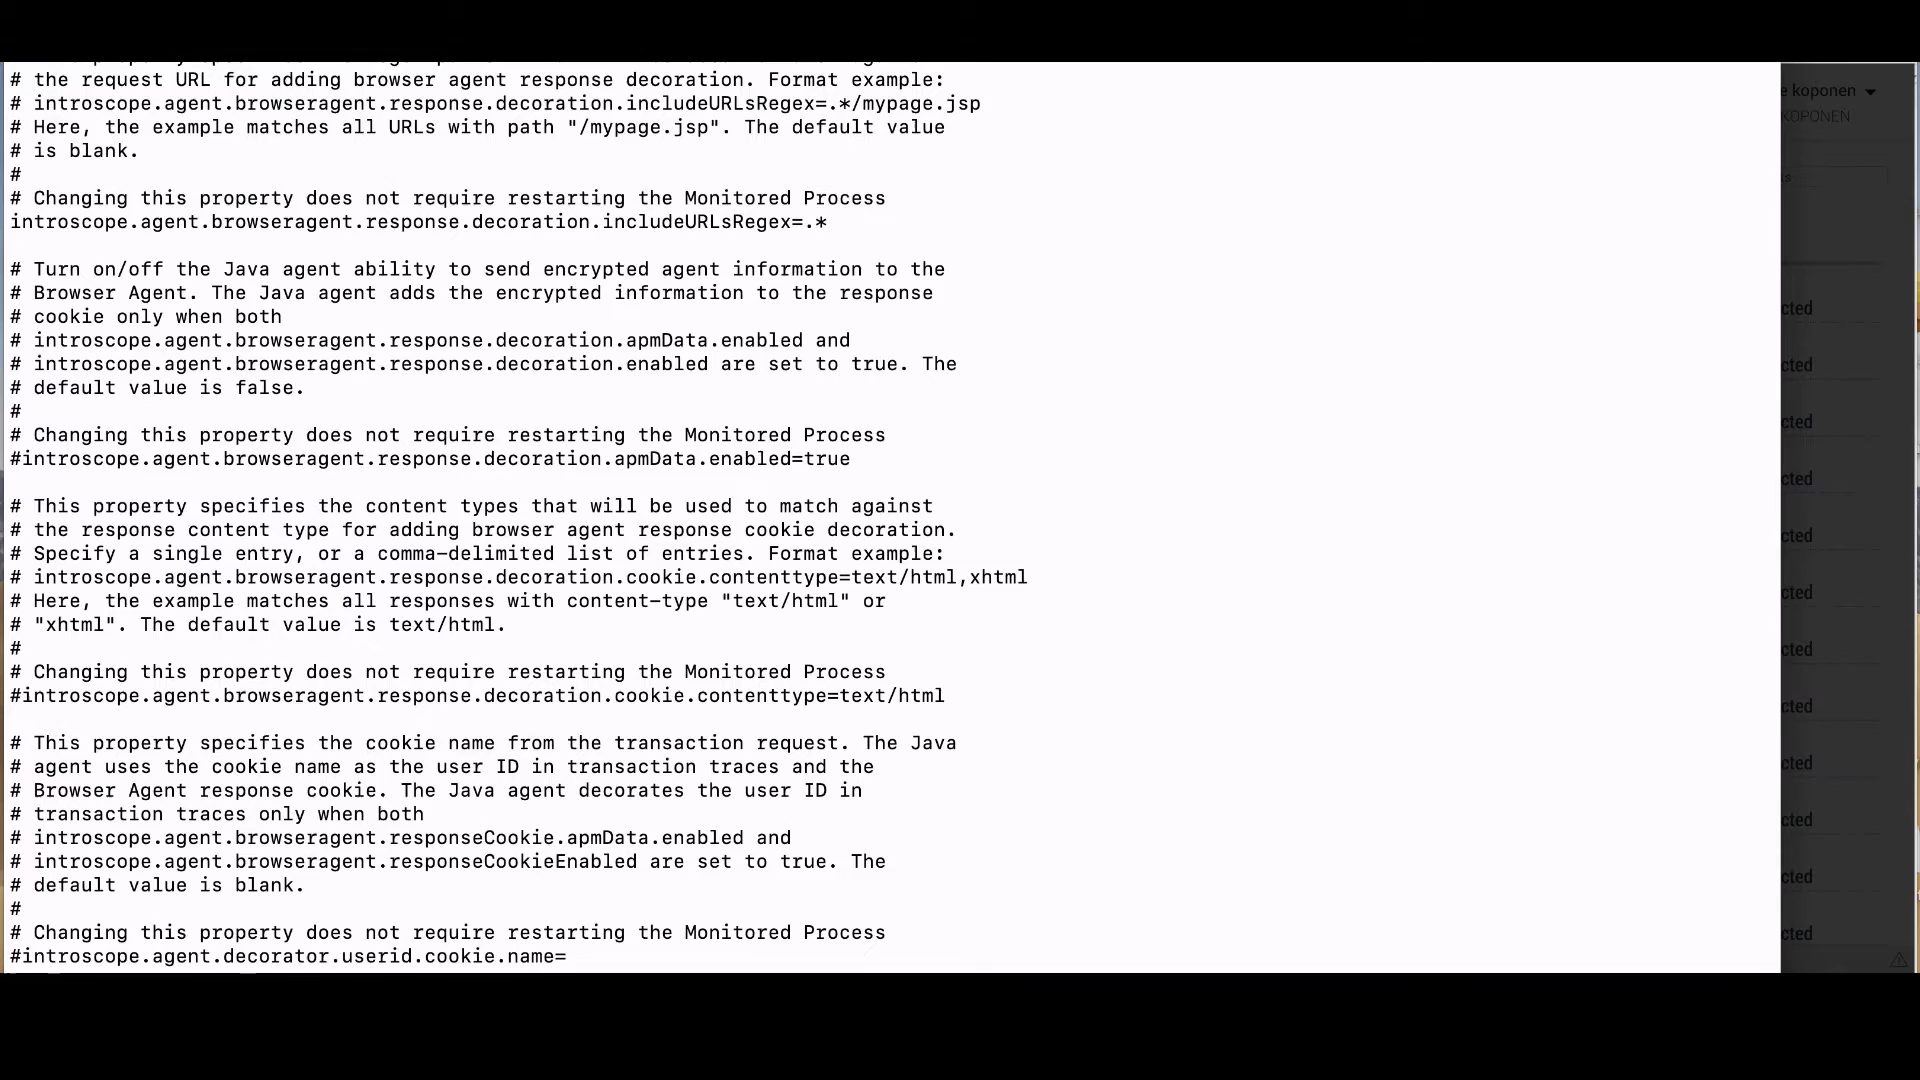 # the request URL for adding browser agent response decoration. Format example:
# introscope.agent.browseragent.response.decoration.includeURLsRegex=.*/mypage.jsp
# Here, the example matches all URLs with path "/mypage.jsp". The default value
# is blank.
#
# Changing this property does not require restarting the Monitored Process
introscope.agent.browseragent.response.decoration.includeURLsRegex=.*
# Turn on/off the Java agent ability to send encrypted agent information to the
# Browser Agent. The Java agent adds the encrypted information to the response
# cookie only when both
# introscope.agent.browseragent.response.decoration.apmData.enabled and
# introscope.agent.browseragent.response.decoration.enabled are set to true. The
# default value is false.
#
# Changing this property does not require restarting the Monitored Process
#introscope.agent.browseragent.response.decoration.apmData.enabled=true
# This property specifies the content types that will be used to match against
# the response content type for adding browser agent response cookie decoration.
# Specify a single entry, or a comma-delimited list of entries. Format example:
# introscope.agent.browseragent.response.decoration.cookie.contenttype=text/html,xhtml
# Here, the example matches all responses with content-type "text/html" or
# "xhtml". The default value is text/html.
#
# Changing this property does not require restarting the Monitored Process
#introscope.agent.browseragent.response.decoration.cookie.contenttype=text/html
# This property specifies the cookie name from the transaction request. The Java
# agent uses the cookie name as the user ID in transaction traces and the
# Browser Agent response cookie. The Java agent decorates the user ID in
# transaction traces only when both
# introscope.agent.browseragent.responseCookie.apmData.enabled and
# introscope.agent.browseragent.responseCookieEnabled are set to true. The
# default value is blank.
#
# Changing this property does not require restarting the Monitored Process
#introscope.agent.decorator.userid.cookie.name=
e koponen
KOPONEN
cted
cted
cted
cted
cted
cted
cted
cted
cted
cted
cted
cted